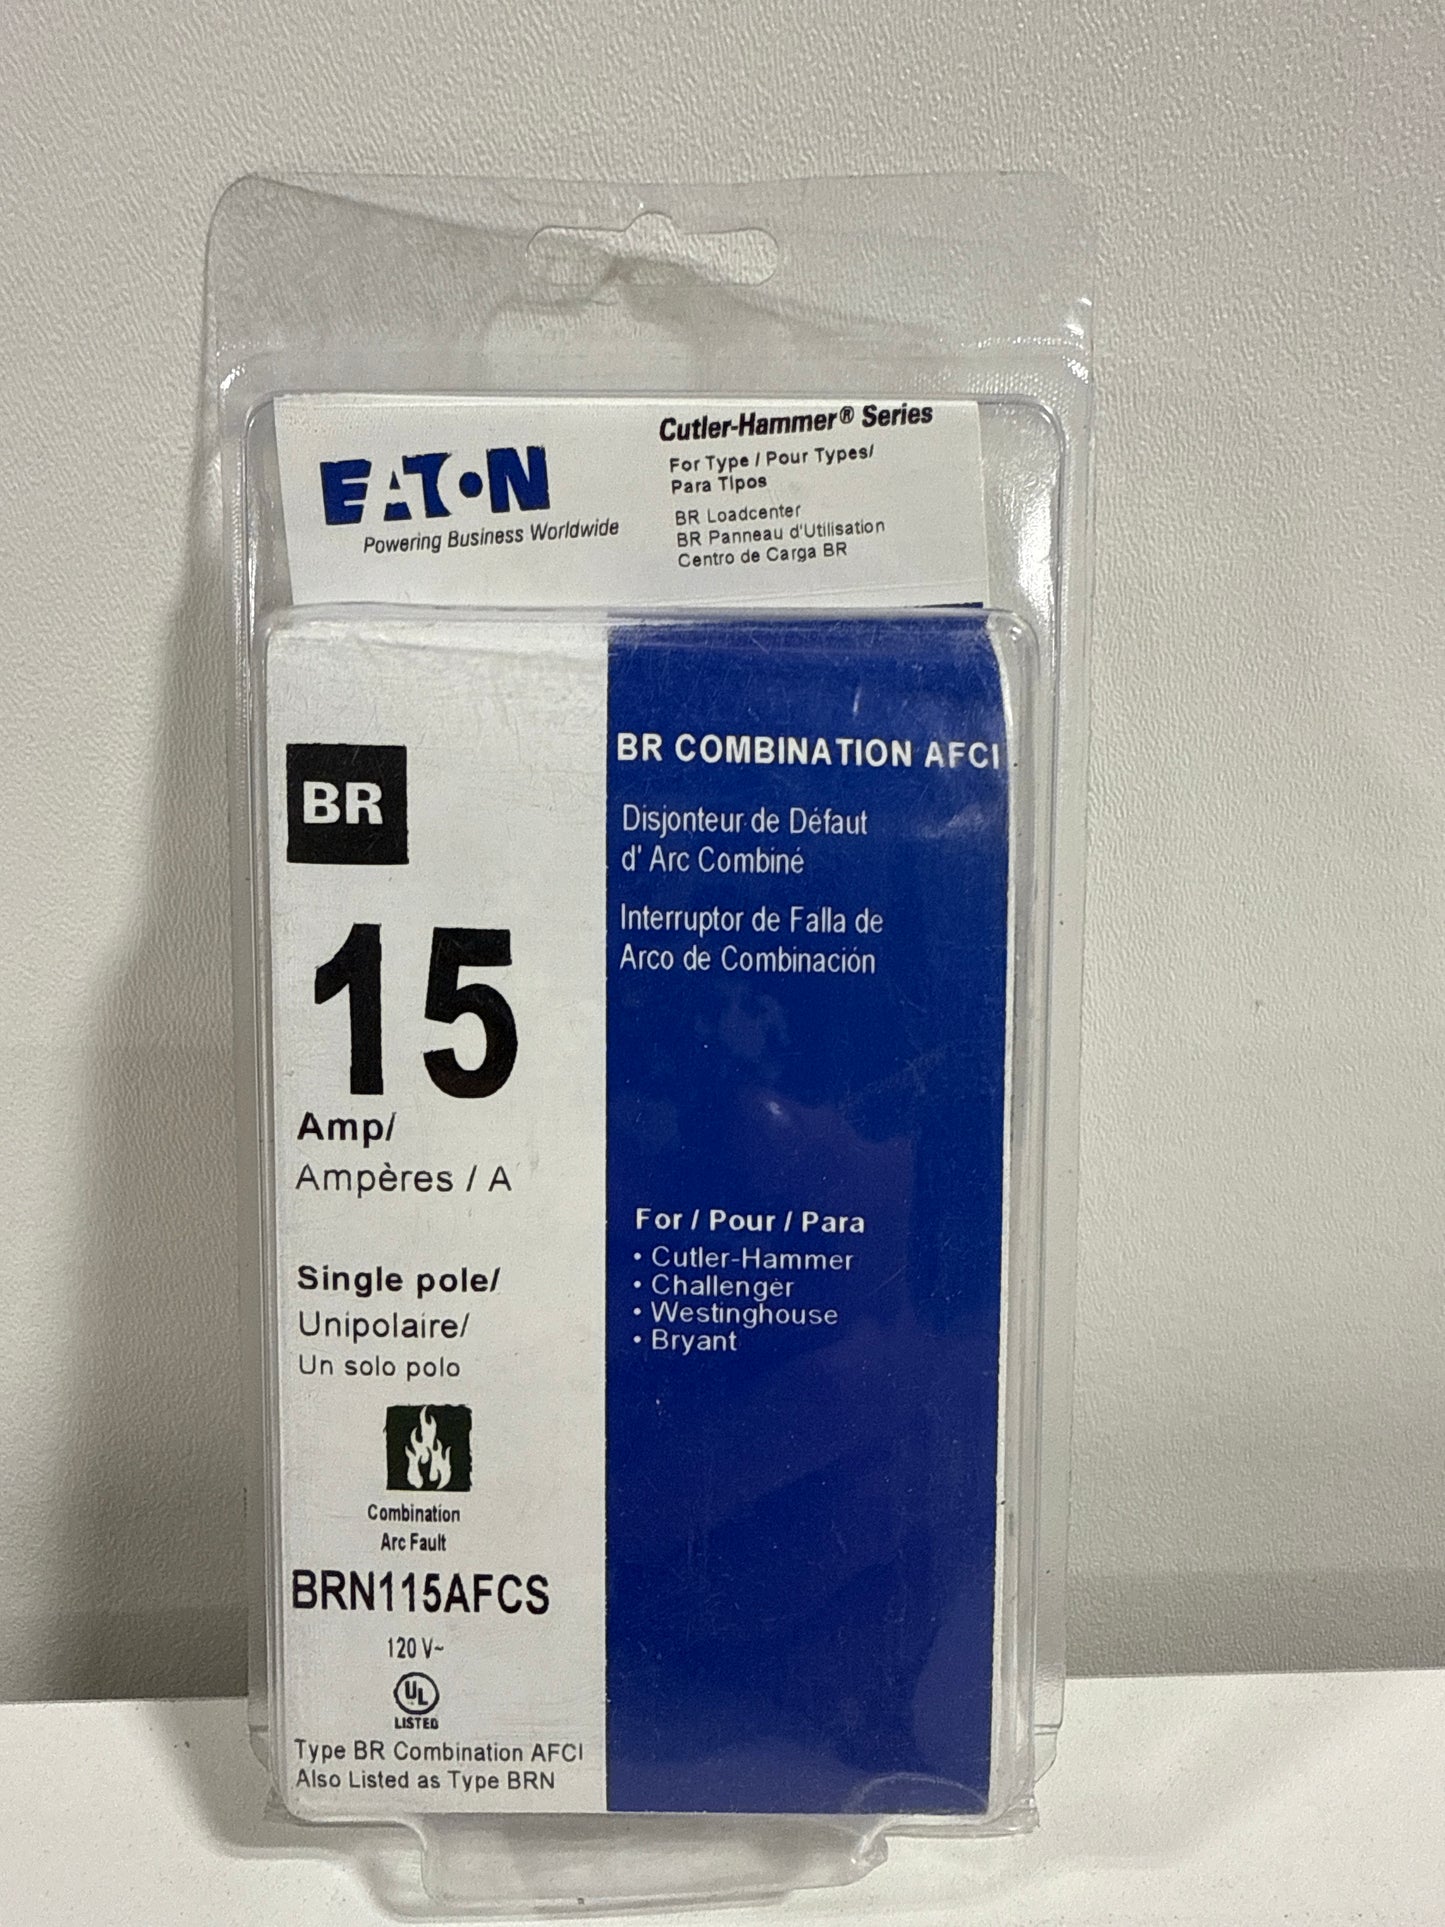 EATON
Powering Business Worldwide
Cutler-Hammer® Series
For Type / Pour Types/
Para Tipos
BR Loadcenter
BR Panneau d'Utilisation
Centro de Carga BR
BR
15
Amp/
Ampères / A
Single pole/
Unipolaire/
Un solo polo
Combination
Arc Fault
BRN115AFCS
120 V~
UL
LISTED
Type BR Combination AFCI
Also Listed as Type BRN
BR COMBINATION AFCI
Disjonteur de Défaut
d' Arc Combiné
Interruptor de Falla de
Arco de Combinación
For / Pour / Para
• Cutler-Hammer
• Challenger
• Westinghouse
• Bryant